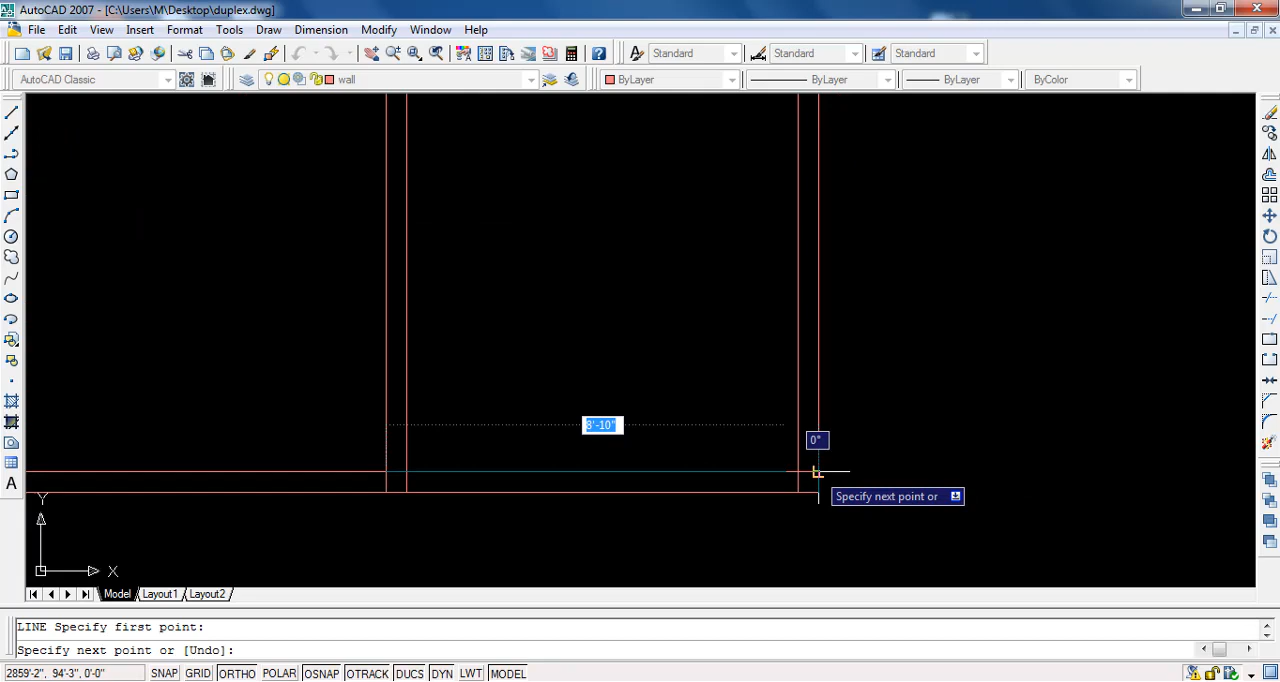 AutoCAD 2007 - [C:\Users\M\Desktop\duplex.dwg]
File Edit View Insert Format Tools Draw Dimension Modify Window Help
Standard Standard Standard
AutoCAD Classic wall ByLayer ByLayer ByLayer ByColor
8'-10"
0°
Specify next point or
A
Y
X
Model Layout1 Layout2
LINE Specify first point:
Specify next point or [Undo]:
2859'-2", 94'-3", 0'-0" SNAP GRID ORTHO POLAR OSNAP OTRACK DUCS DYN LWT MODEL